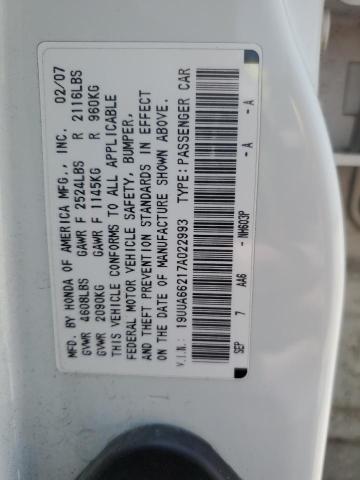 MFD. BY HONDA OF AMERICA MFG., INC. 02/07
GVWR 4608LBS GAWR F 2524LBS R 2116LBS
GVWR 2090KG GAWR F 1145KG R 960KG
THIS VEHICLE CONFORMS TO ALL APPLICABLE
FEDERAL MOTOR VEHICLE SAFETY, BUMPER,
AND THEFT PREVENTION STANDARDS IN EFFECT
ON THE DATE OF MANUFACTURE SHOWN ABOVE.
V.I.N.: 19UUA66217A022993 TYPE: PASSENGER CAR
SEP 7 AA6 - NH603P - A - A